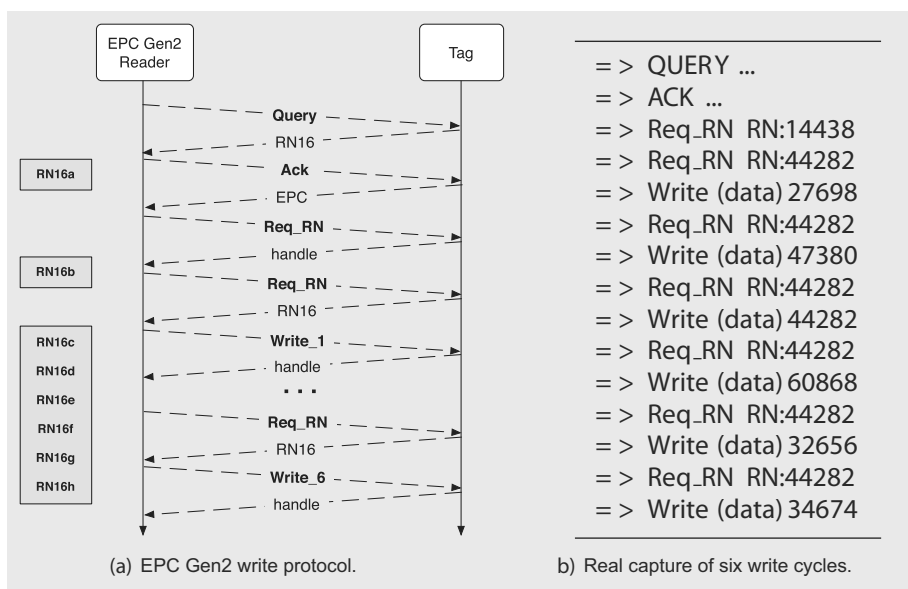 EPC Gen2
Reader
Tag
Query
RN16
RN16a
Ack
EPC
Req_RN
handle
RN16b
Req_RN
RN16
RN16c
Write_1
RN16d
handle
RN16e
...
RN16f
Req_RN
RN16g
RN16
RN16h
Write_6
handle
(a) EPC Gen2 write protocol.
= > QUERY ...
= > ACK ...
= > Req_RN RN:14438
= > Req_RN RN:44282
= > Write (data) 27698
= > Req_RN RN:44282
= > Write (data) 47380
= > Req_RN RN:44282
= > Write (data) 44282
= > Req_RN RN:44282
= > Write (data) 60868
= > Req_RN RN:44282
= > Write (data) 32656
= > Req_RN RN:44282
= > Write (data) 34674
b) Real capture of six write cycles.